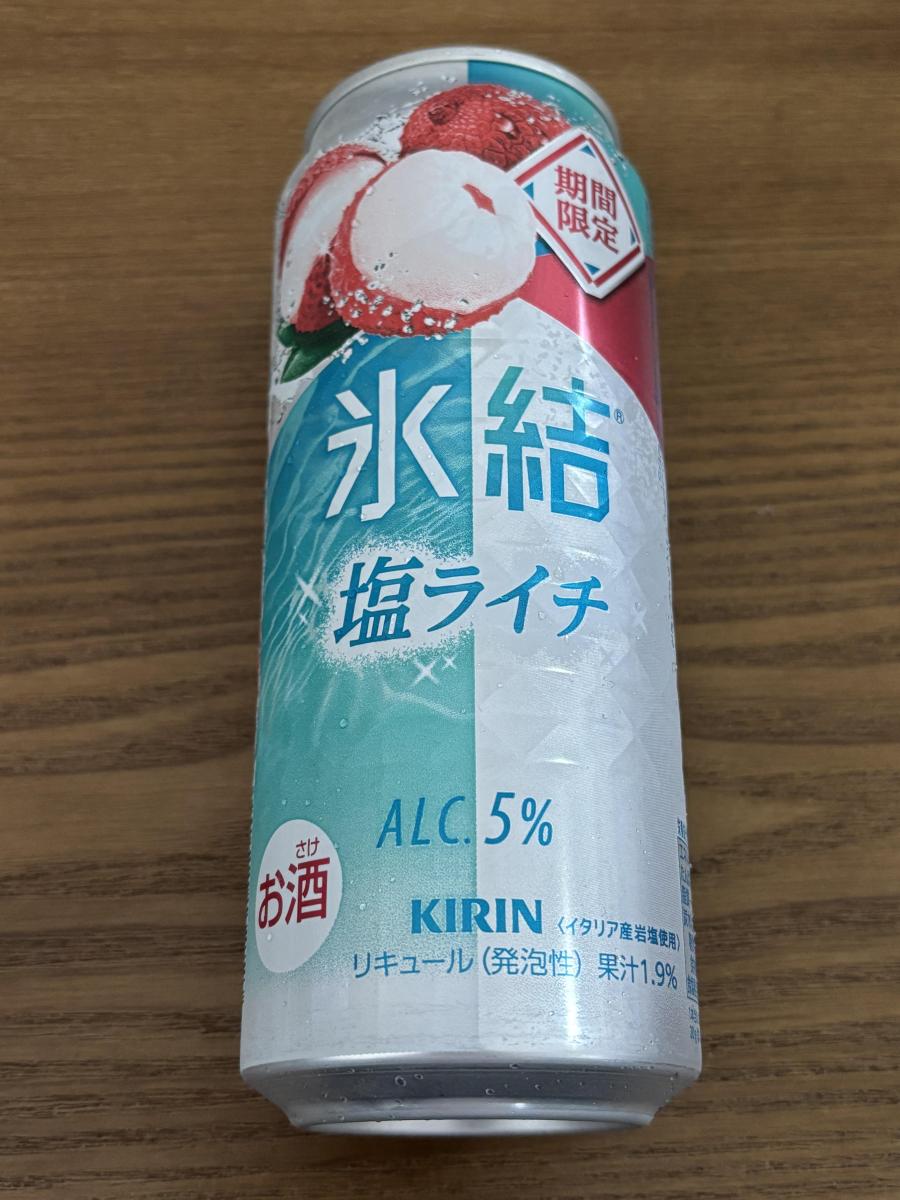 期間
限定
氷結®
塩ライチ
ALC. 5%
さけ
お酒
KIRIN 〈イタリア産岩塩使用〉
リキュール(発泡性) 果汁1.9%